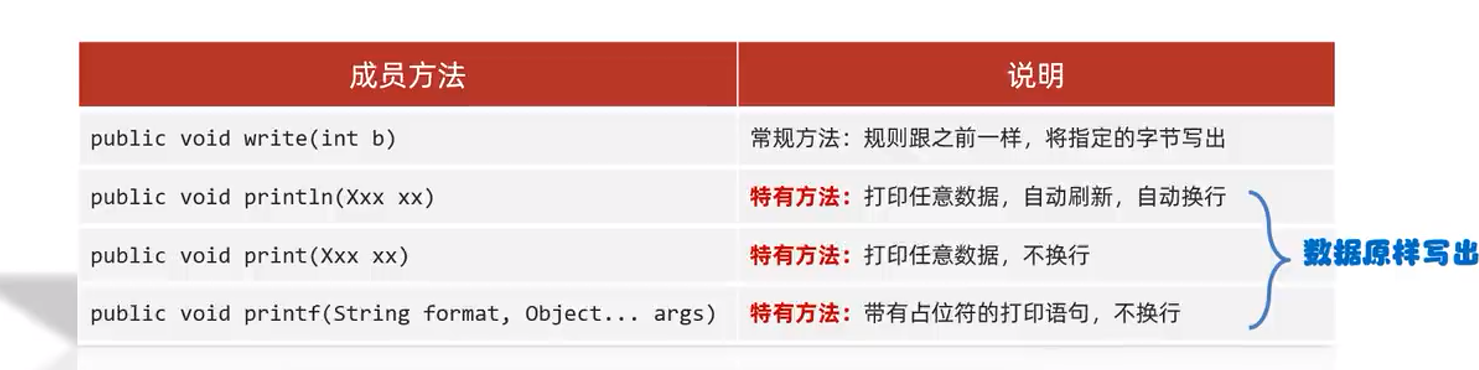 成员方法 说明
public void write(int b) 常规方法：规则跟之前一样，将指定的字节写出
public void println(Xxx xx) 特有方法：打印任意数据，自动刷新，自动换行
public void print(Xxx xx) 特有方法：打印任意数据，不换行
数据原样写出
public void printf(String format, Object... args) 特有方法：带有占位符的打印语句，不换行